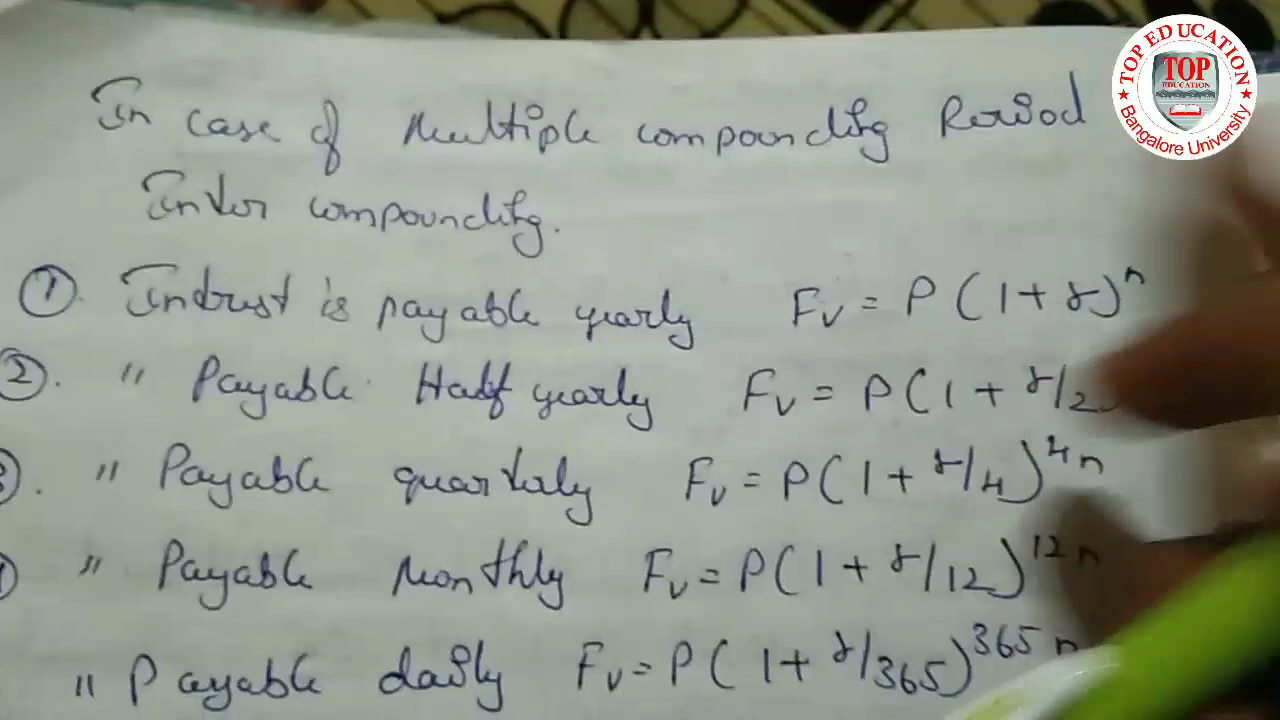 In case of Multiple compounding Period
Inter compounding.
① Intrust is payable yearly FV = P(1+r)^n
②. " Payable Half yearly FV = P(1+r/2
. " Payable quarterly FV = P(1+r/4)^4n
" Payable Monthly FV = P(1+r/12)^12n
" Payable daily FV = P(1+r/365)^365n
TOP EDUCATION
TOP
EDUCATION
Bangalore University